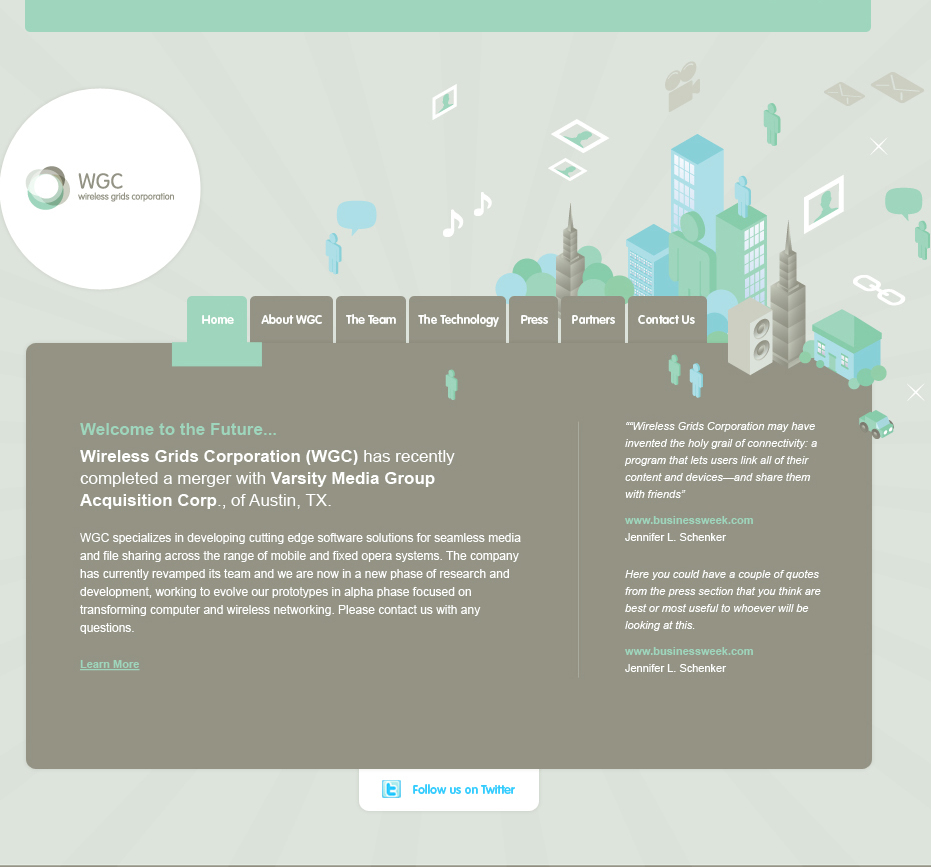 WGC
wireless grids corporation
Home
About WGC
The Team
The Technology
Press
Partners
Contact Us
Welcome to the Future...
Wireless Grids Corporation (WGC) has recently
completed a merger with Varsity Media Group
Acquisition Corp., of Austin, TX.
WGC specializes in developing cutting edge software solutions for seamless media
and file sharing across the range of mobile and fixed opera systems. The company
has currently revamped its team and we are now in a new phase of research and
development, working to evolve our prototypes in alpha phase focused on
transforming computer and wireless networking. Please contact us with any
questions.
Learn More
““Wireless Grids Corporation may have
invented the holy grail of connectivity: a
program that lets users link all of their
content and devices—and share them
with friends”
www.businessweek.com
Jennifer L. Schenker
Here you could have a couple of quotes
from the press section that you think are
best or most useful to whoever will be
looking at this.
www.businessweek.com
Jennifer L. Schenker
t
Follow us on Twitter